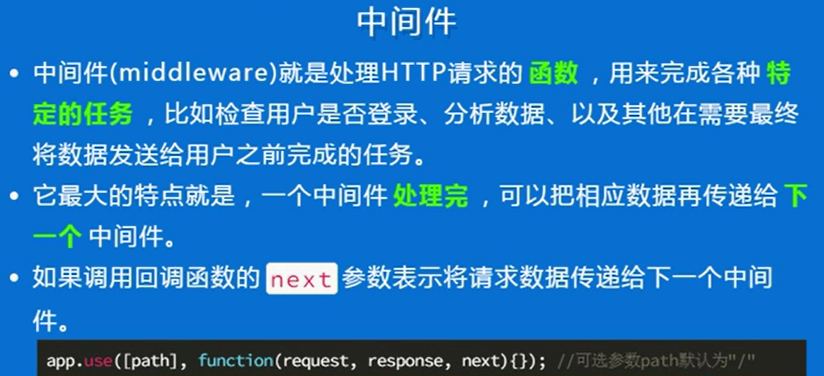 中间件
• 中间件(middleware)就是处理HTTP请求的 函数 ，用来完成各种 特
定的任务 ，比如检查用户是否登录、分析数据、以及其他在需要最终
将数据发送给用户之前完成的任务。
• 它最大的特点就是，一个中间件 处理完 ，可以把相应数据再传递给 下
一个 中间件。
• 如果调用回调函数的 next 参数表示将请求数据传递给下一个中间
件。
app.use([path], function(request, response, next){}); //可选参数path默认为"/"